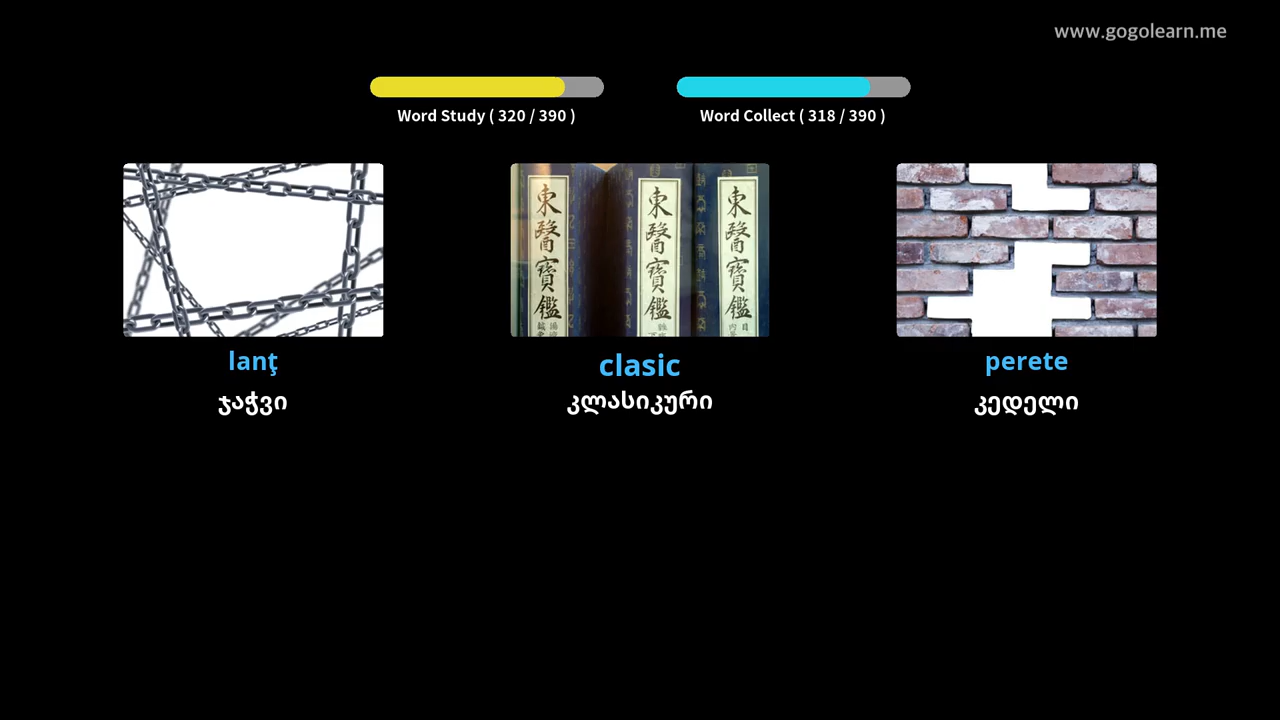 www.gogolearn.me
Word Study ( 320 / 390 )
Word Collect ( 318 / 390 )
東醫寶鑑
東醫寶鑑
東醫寶鑑
lanţ
clasic
perete
ჯაჭვი
კლასიკური
კედელი